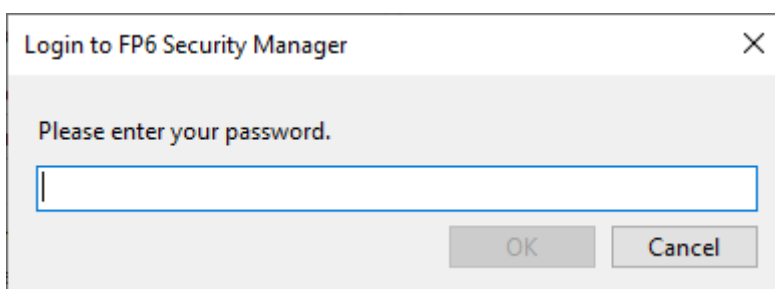 Login to FP6 Security Manager
Please enter your password.
OK Cancel